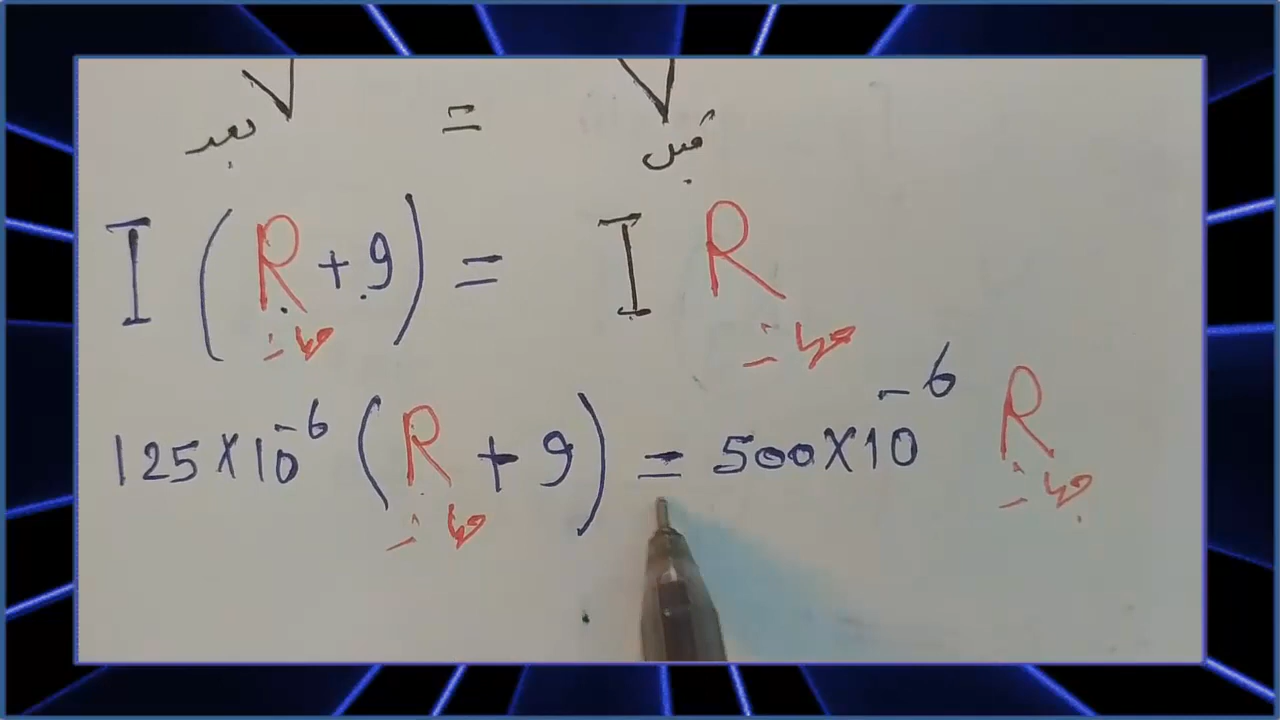 V بعد = V قبل
I (R + 9) = I R
125×10⁻⁶ (R + 9) = 500×10⁻⁶ R